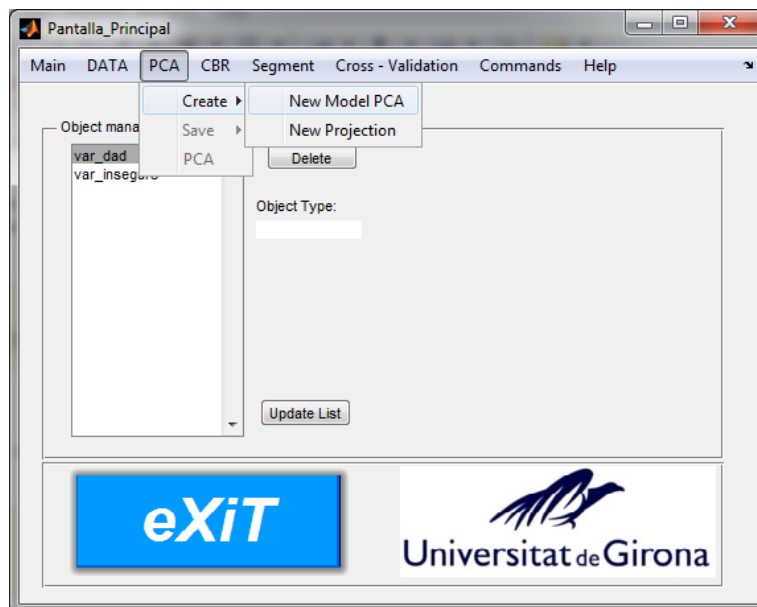 Pantalla_Principal
Main DATA PCA CBR Segment Cross - Validation Commands Help
Create New Model PCA
Save New Projection
PCA
Object mana
var_dad
Delete
Object Type:
Update List
eXiT
Universitat de Girona